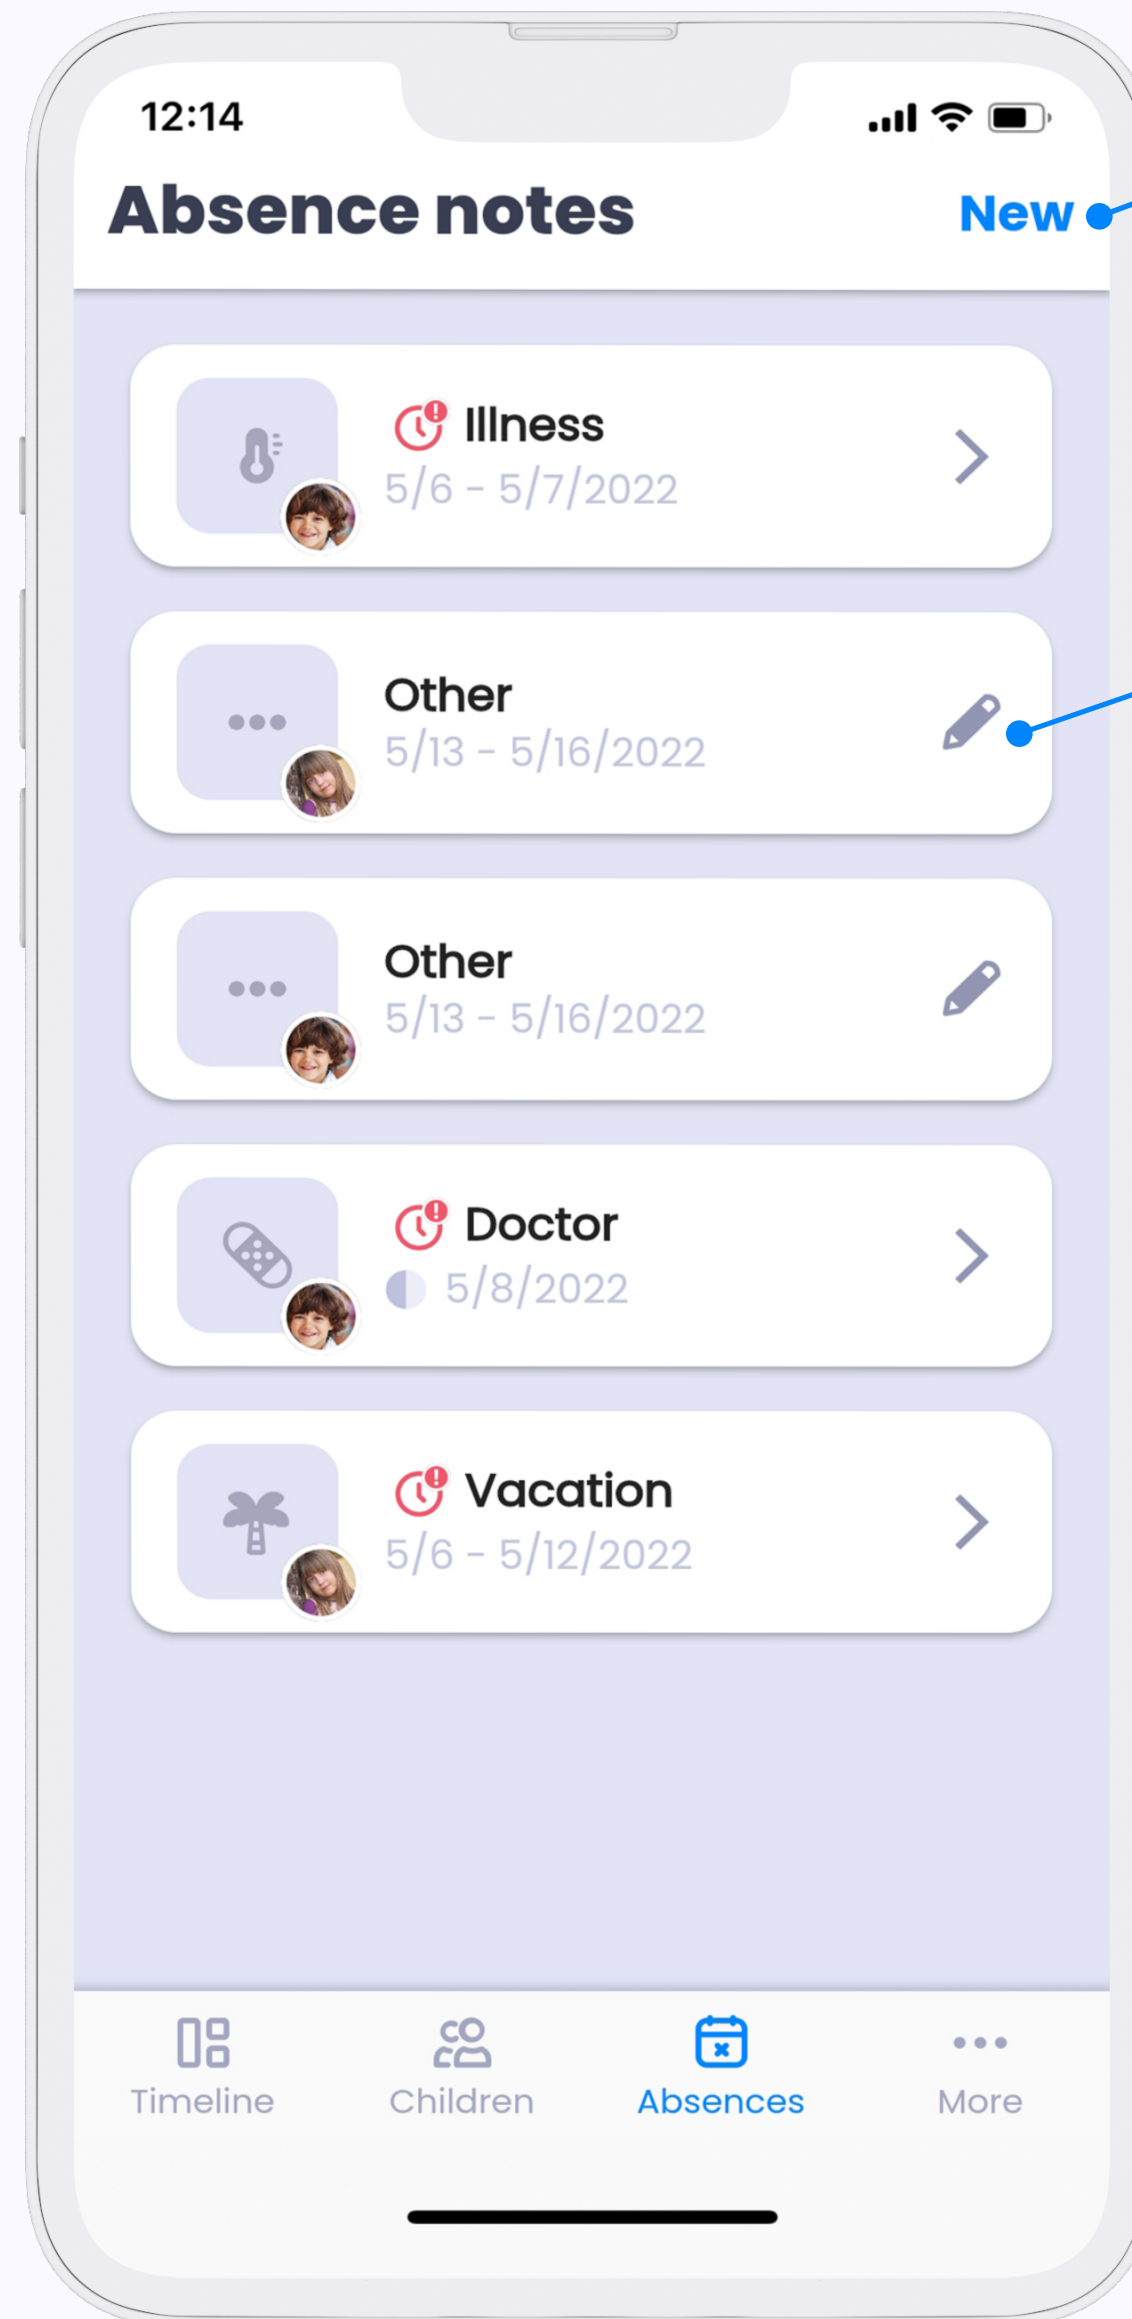 12:14
Absence notes
New
Illness
5/6 - 5/7/2022
Other
5/13 - 5/16/2022
Other
5/13 - 5/16/2022
Doctor
5/8/2022
Vacation
5/6 - 5/12/2022
Timeline
Children
Absences
More